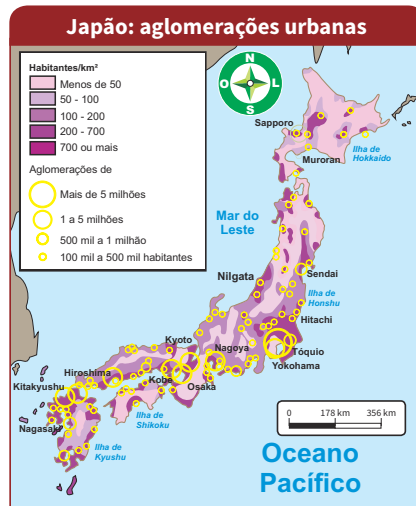 Japão: aglomerações urbanas
Habitantes/km²
Menos de 50
50 - 100
100 - 200
200 - 700
700 ou mais
Aglomerações de
Mais de 5 milhões
1 a 5 milhões
500 mil a 1 milhão
100 mil a 500 mil habitantes
N
O
L
S
Sapporo
Muroran
Ilha de
Hokkaido
Mar do
Leste
Nilgata
Sendai
Ilha de
Honshu
Hitachi
Kyoto
Nagoya
Tóquio
Yokohama
Hiroshima
Kobe
Osaka
Kitakyushu
Nagasaki
Ilha de
Shikoku
Ilha de
Kyushu
0 178 km 356 km
Oceano
Pacífico